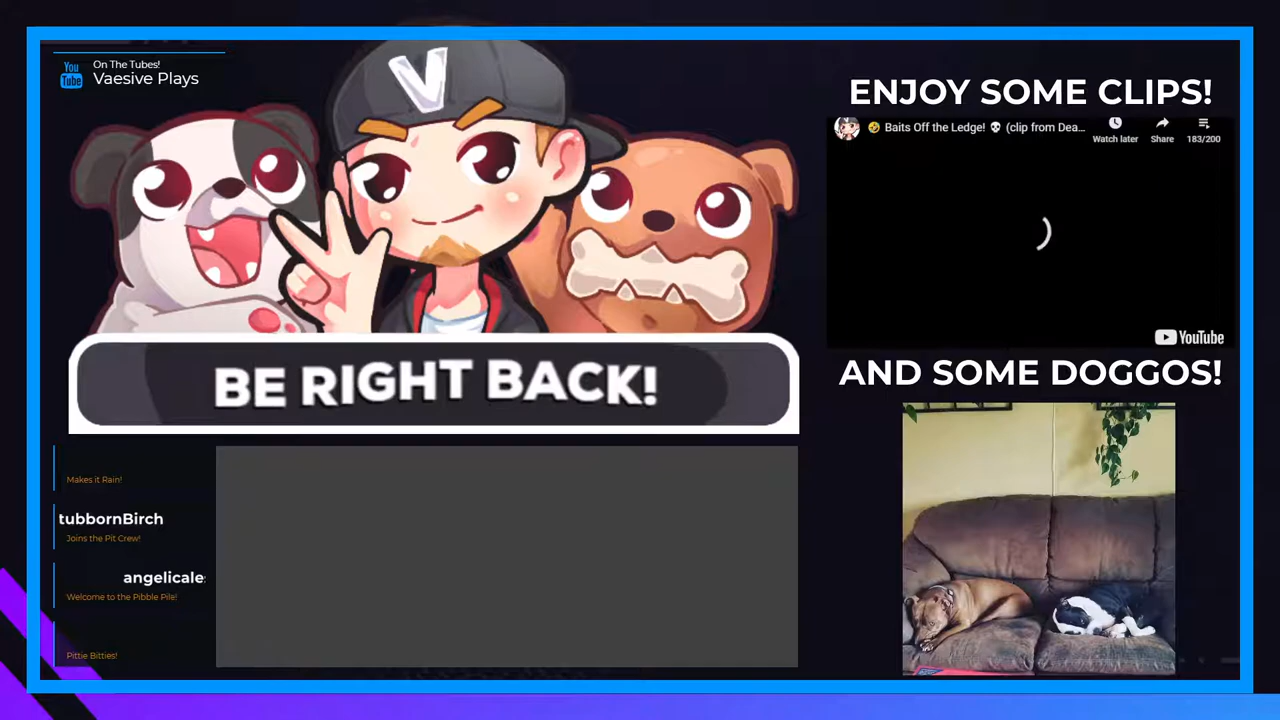 You
Tube
On The Tubes!
Vaesive Plays
V
BE RIGHT BACK!
ENJOY SOME CLIPS!
🤣 Baits Off the Ledge! 💀 (clip from Dea...
Watch later
Share
183/200
YouTube
AND SOME DOGGOS!
Makes it Rain!
tubbornBirch
Joins the Pit Crew!
angelicale
Welcome to the Pibble Pile!
Pittie Bitties!